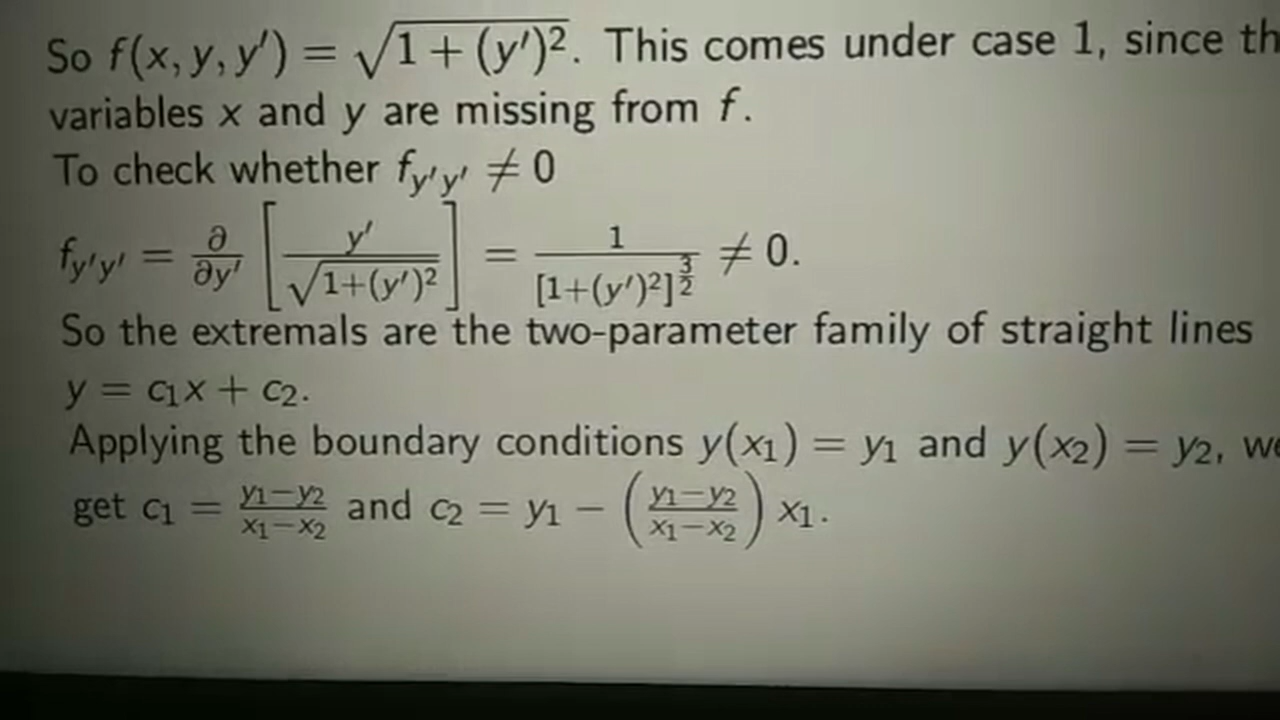 So f(x, y, y′) = √1 + (y′)². This comes under case 1, since th
variables x and y are missing from f.
To check whether f_{y′y′} ≠ 0
f_{y′y′} = ∂/∂y′ [y′/√1+(y′)²] = 1/[1+(y′)²]^{3/2} ≠ 0.
So the extremals are the two-parameter family of straight lines
y = c₁x + c₂.
Applying the boundary conditions y(x₁) = y₁ and y(x₂) = y₂, we
get c₁ = y₁−y₂/x₁−x₂ and c₂ = y₁ − (y₁−y₂/x₁−x₂) x₁.